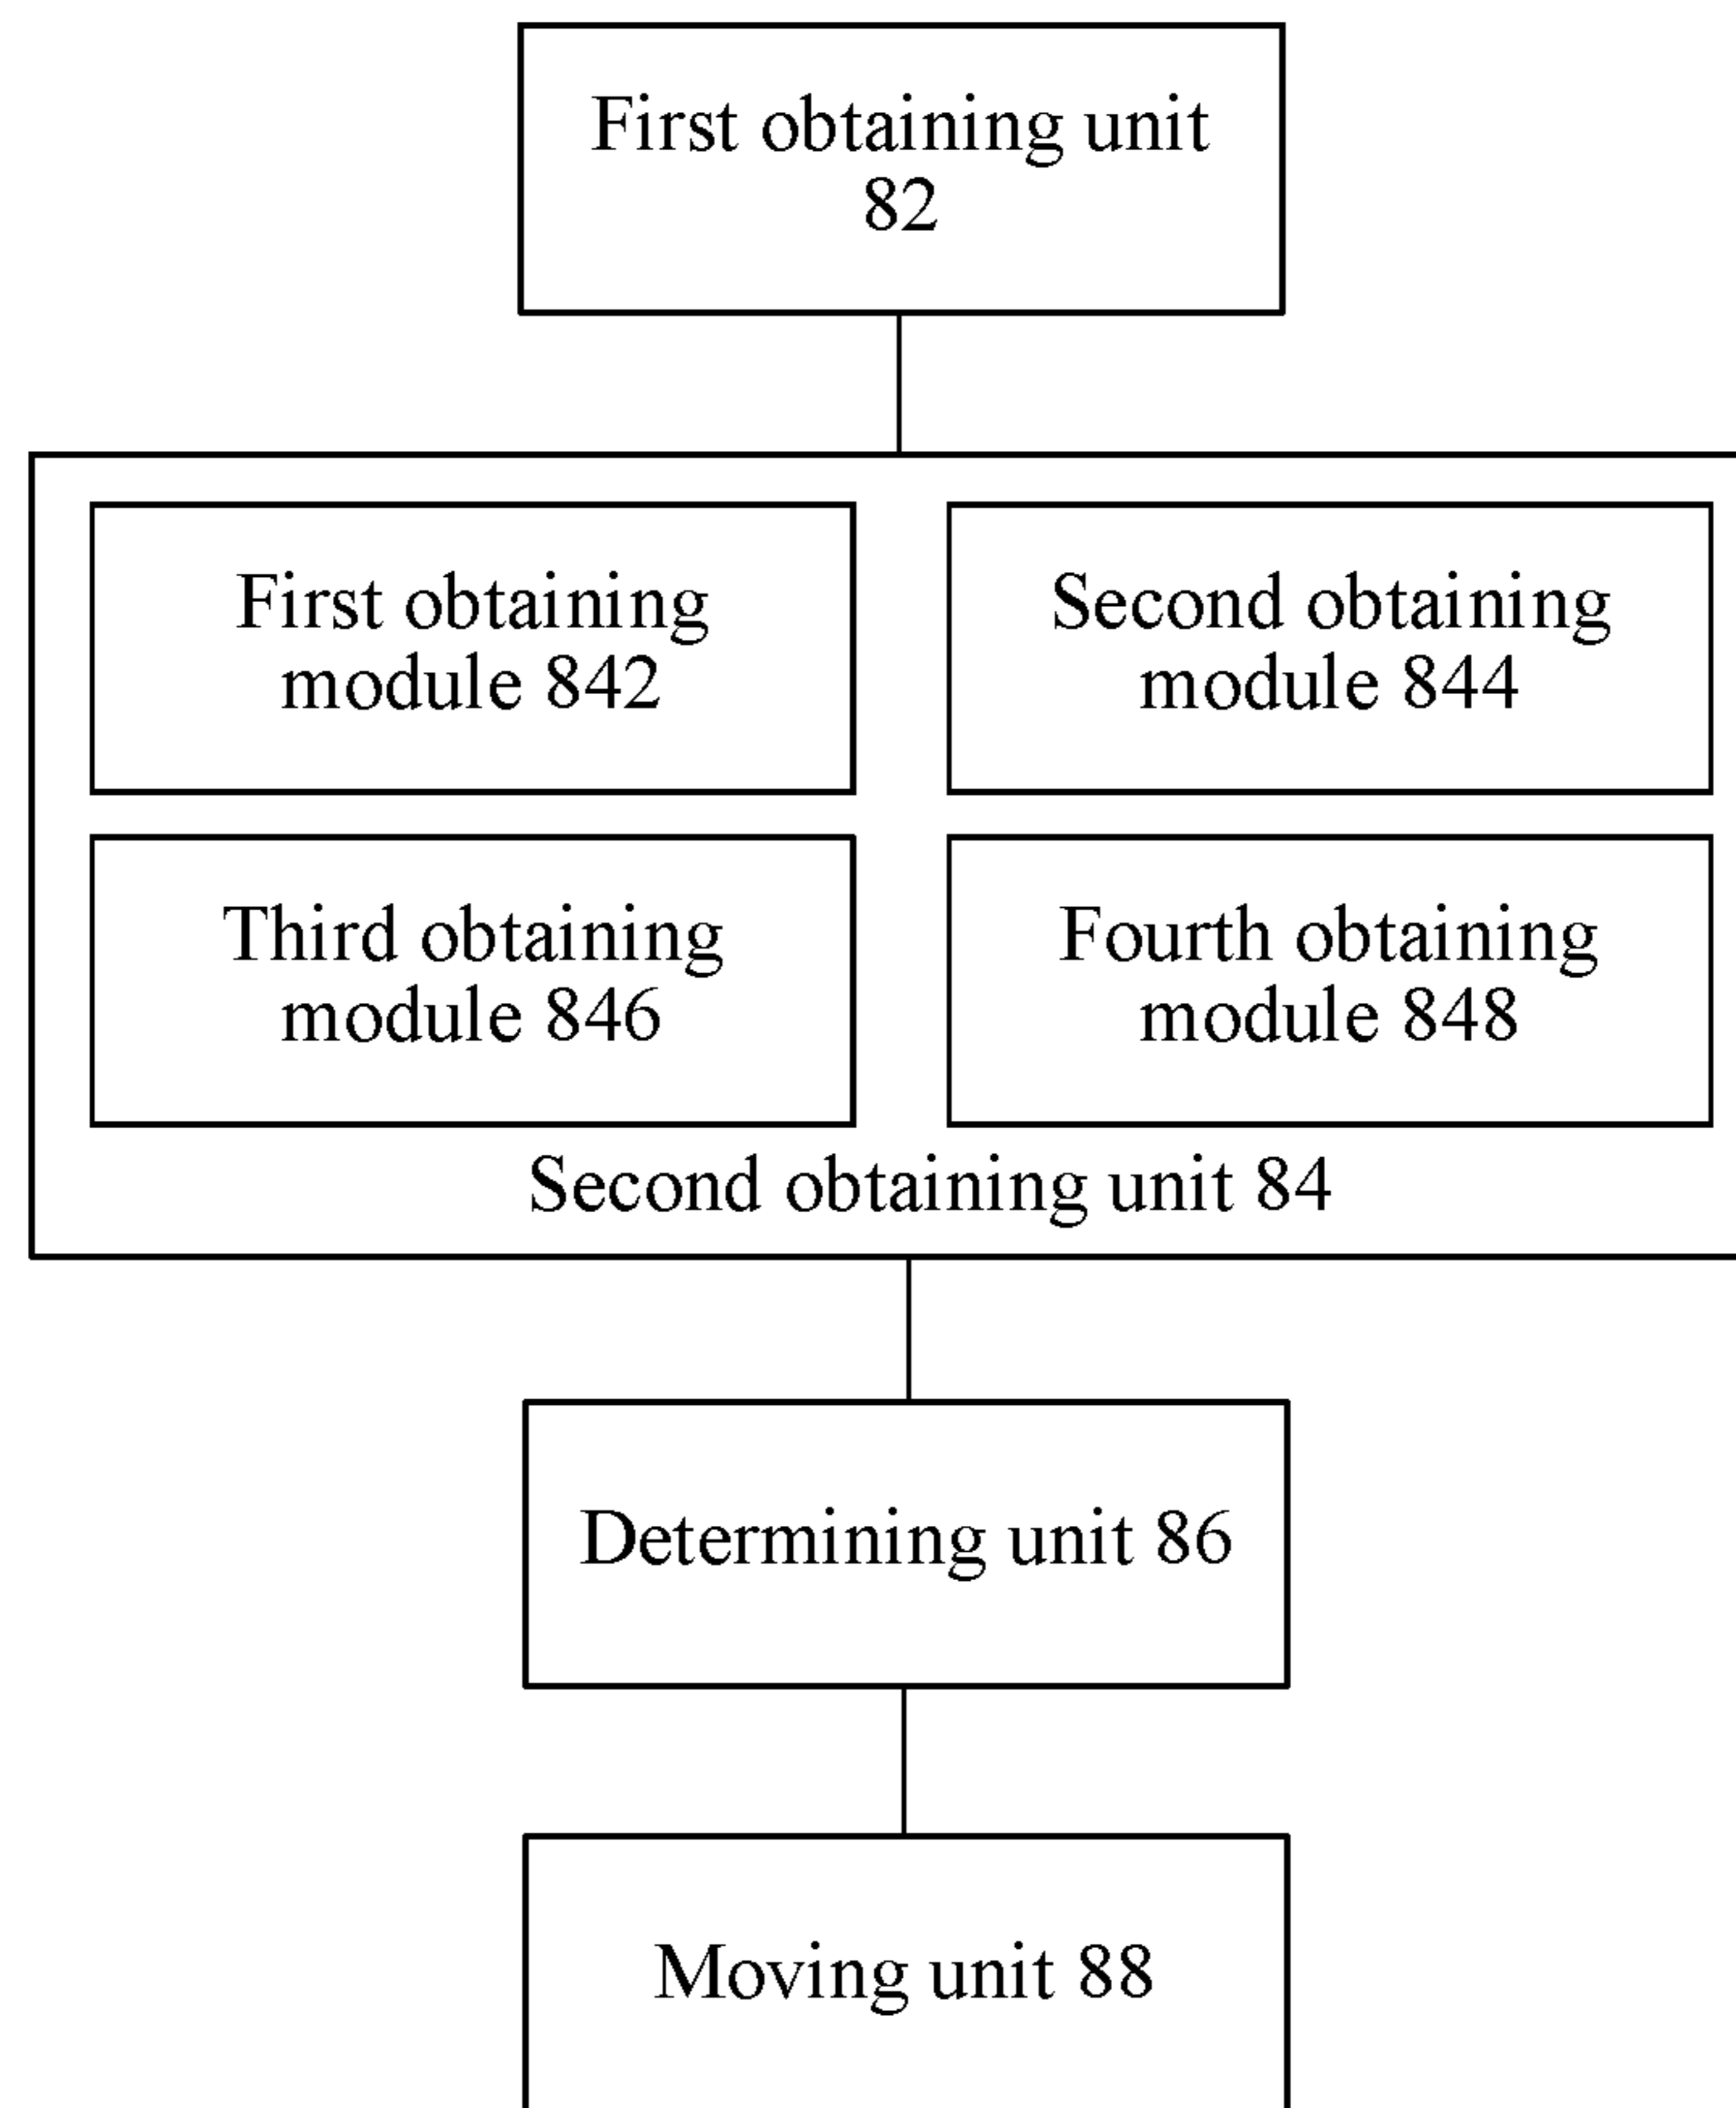 First obtaining unit
82
First obtaining
module 842
Second obtaining
module 844
Third obtaining
module 846
Fourth obtaining
module 848
Second obtaining unit 84
Determining unit 86
Moving unit 88